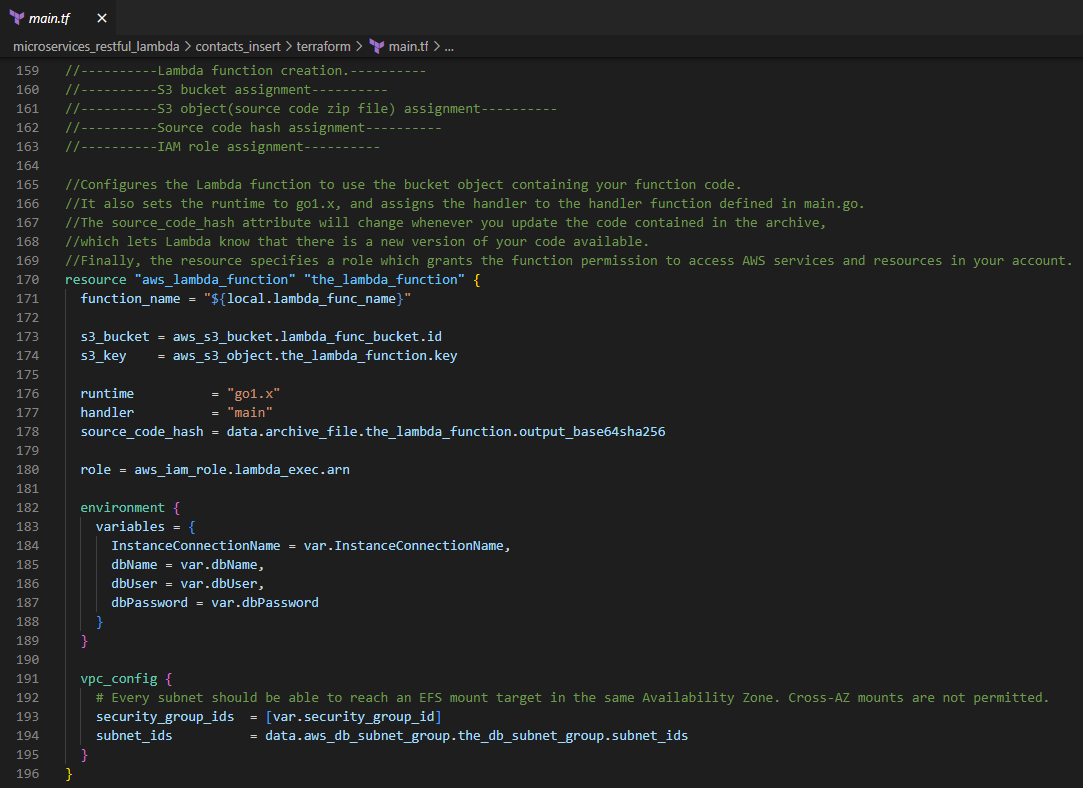 main.tf
microservices_restful_lambda > contacts_insert > terraform > main.tf > ...
159 //----------Lambda function creation.----------
160 //----------S3 bucket assignment----------
161 //----------S3 object(source code zip file) assignment----------
162 //----------Source code hash assignment----------
163 //----------IAM role assignment----------
164
165 //Configures the Lambda function to use the bucket object containing your function code.
166 //It also sets the runtime to go1.x, and assigns the handler to the handler function defined in main.go.
167 //The source_code_hash attribute will change whenever you update the code contained in the archive,
168 //which lets Lambda know that there is a new version of your code available.
169 //Finally, the resource specifies a role which grants the function permission to access AWS services and resources in your account.
170 resource "aws_lambda_function" "the_lambda_function" {
171   function_name = "${local.lambda_func_name}"
172
173   s3_bucket = aws_s3_bucket.lambda_func_bucket.id
174   s3_key    = aws_s3_object.the_lambda_function.key
175
176   runtime          = "go1.x"
177   handler          = "main"
178   source_code_hash = data.archive_file.the_lambda_function.output_base64sha256
179
180   role = aws_iam_role.lambda_exec.arn
181
182   environment {
183     variables = {
184       InstanceConnectionName = var.InstanceConnectionName,
185       dbName = var.dbName,
186       dbUser = var.dbUser,
187       dbPassword = var.dbPassword
188     }
189   }
190
191   vpc_config {
192     # Every subnet should be able to reach an EFS mount target in the same Availability Zone. Cross-AZ mounts are not permitted.
193     security_group_ids  = [var.security_group_id]
194     subnet_ids          = data.aws_db_subnet_group.the_db_subnet_group.subnet_ids
195   }
196 }